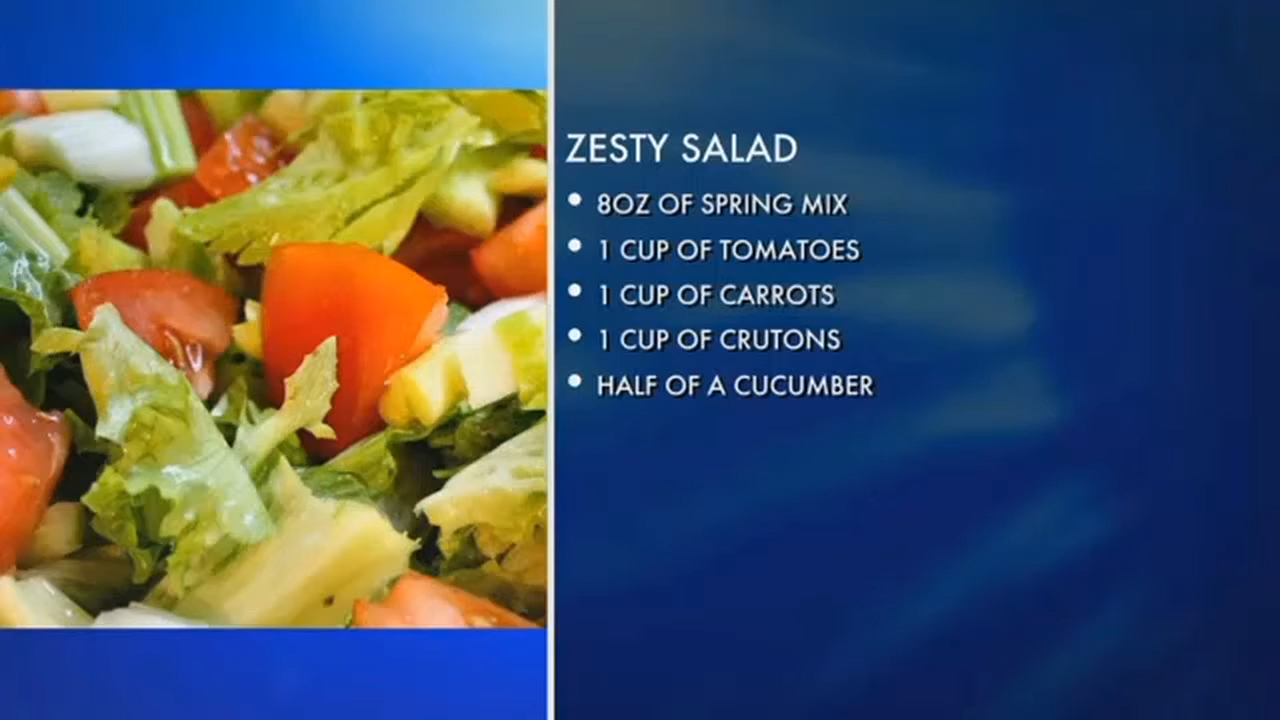 ZESTY SALAD
• 8OZ OF SPRING MIX
• 1 CUP OF TOMATOES
• 1 CUP OF CARROTS
• 1 CUP OF CRUTONS
• HALF OF A CUCUMBER